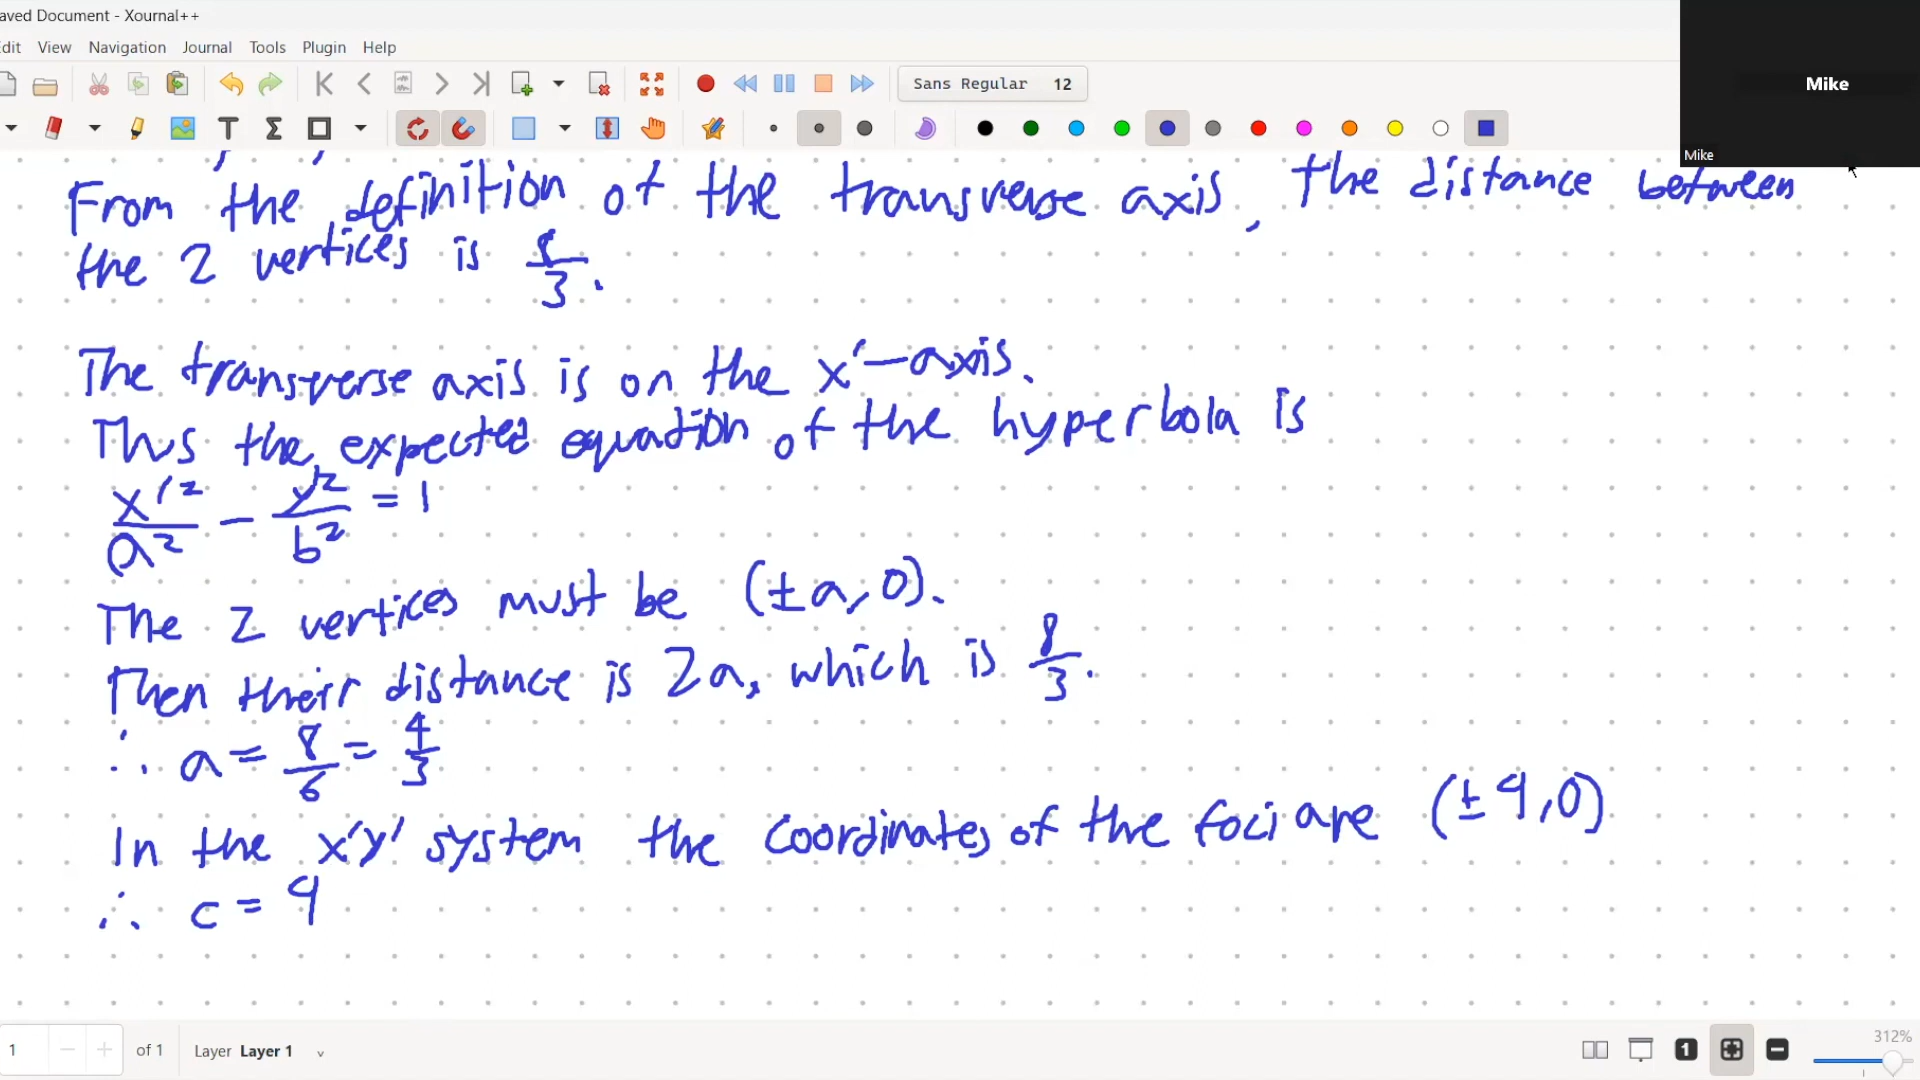 aved Document - Xournal++
dit View Navigation Journal Tools Plugin Help
Sans Regular 12
Mike
Mike
From the definition of the transverse axis, the distance between
the 2 vertices is 8/3.
The transverse axis is on the x'-axis.
Thus the expected equation of the hyperbola is
x'²/a² - y'²/b² = 1
The 2 vertices must be (±a, 0).
Then their distance is 2a, which is 8/3.
∴ a = 8/6 = 4/3
In the x'y' system the coordinates of the foci are (±9,0)
∴ c = 9
1 of 1 Layer Layer 1
1
312%